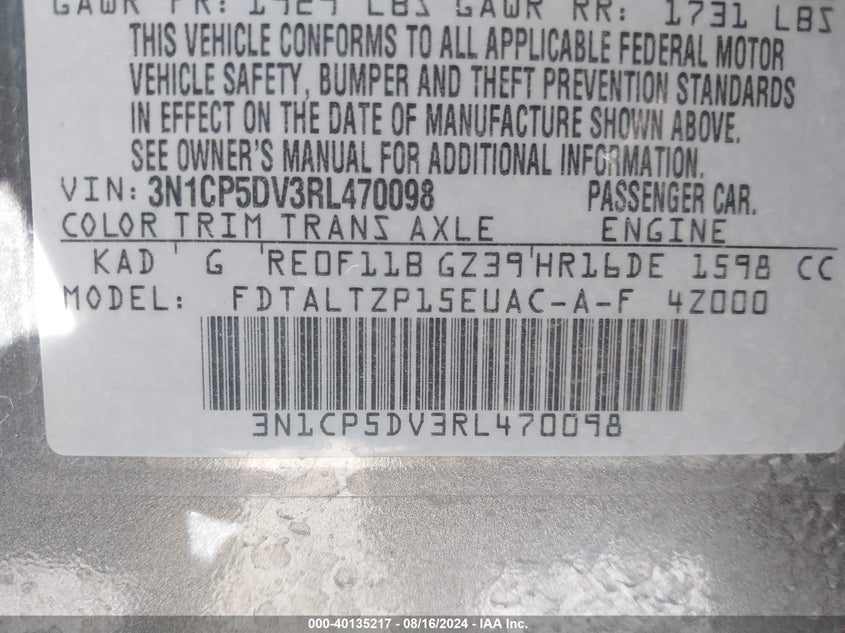 GAWR FR: 1929 LBS GAWR RR: 1731 LBS
THIS VEHICLE CONFORMS TO ALL APPLICABLE FEDERAL MOTOR
VEHICLE SAFETY, BUMPER AND THEFT PREVENTION STANDARDS
IN EFFECT ON THE DATE OF MANUFACTURE SHOWN ABOVE.
SEE OWNER'S MANUAL FOR ADDITIONAL INFORMATION.
VIN: 3N1CP5DV3RL470098 PASSENGER CAR.
COLOR TRIM TRANS AXLE ENGINE
KAD G RE0F11B GZ39 HR16DE 1598 CC
MODEL: FDTALTZP15EUAC-A-F 4Z000
3N1CP5DV3RL470098
000-40135217 - 08/16/2024 - IAAI Inc.